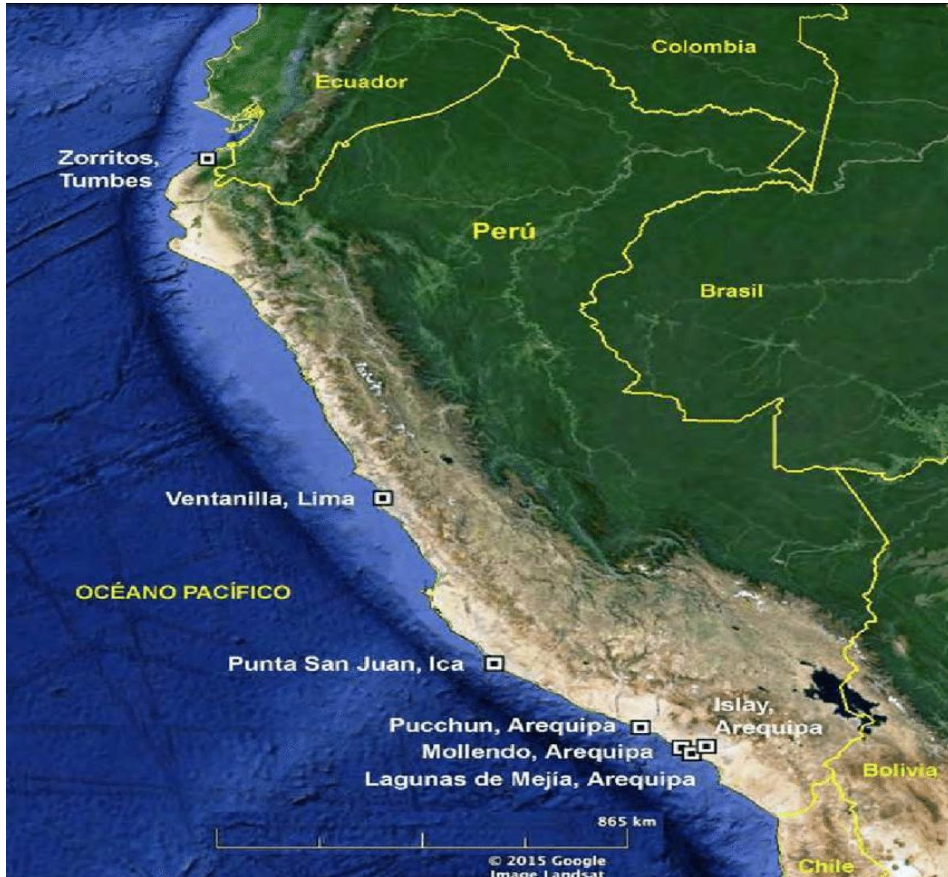 Colombia
Ecuador
Zorritos,
Tumbes
Perú
Brasil
Ventanilla, Lima
OCÉANO PACÍFICO
Punta San Juan, Ica
Islay,
Arequipa
Pucchun, Arequipa
Mollendo, Arequipa
Lagunas de Mejía, Arequipa
Bolivia
865 km
© 2015 Google
Image Landsat
Chile